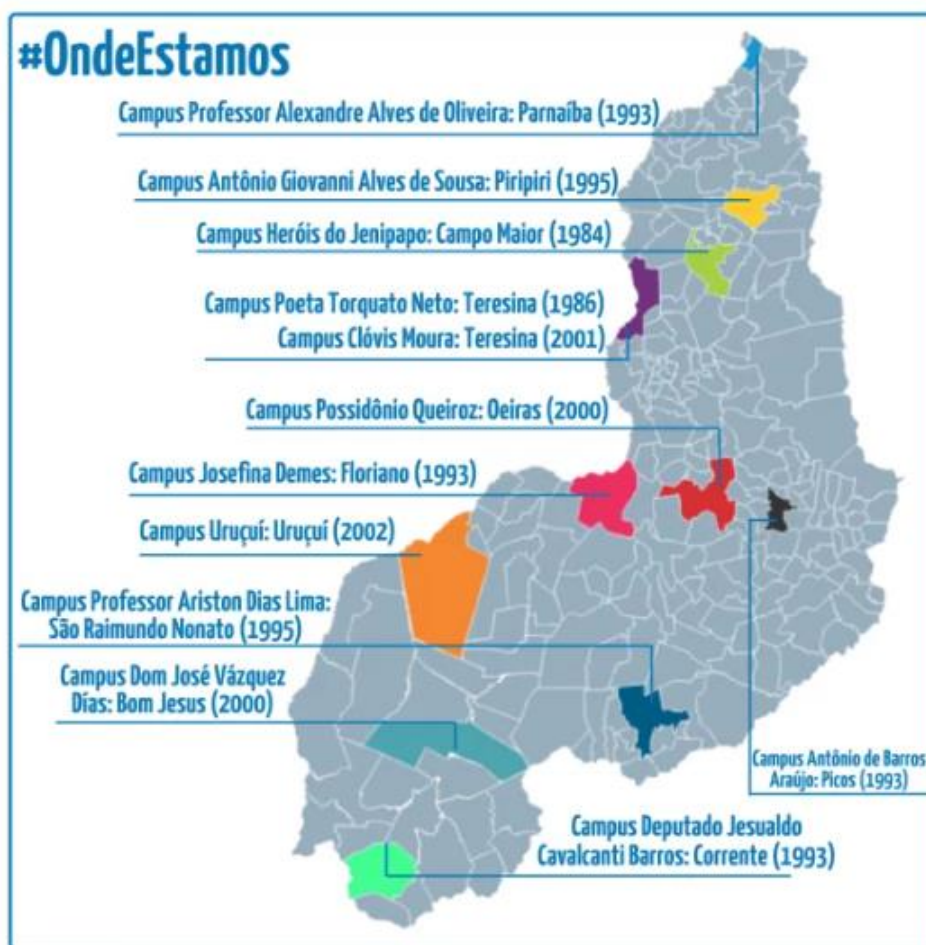 #OndeEstamos
Campus Professor Alexandre Alves de Oliveira: Parnaíba (1993)
Campus Antônio Giovanni Alves de Sousa: Piripiri (1995)
Campus Heróis do Jenipapo: Campo Maior (1984)
Campus Poeta Torquato Neto: Teresina (1986)
Campus Clóvis Moura: Teresina (2001)
Campus Possidônio Queiroz: Oeiras (2000)
Campus Josefina Demes: Floriano (1993)
Campus Uruçuí: Uruçuí (2002)
Campus Professor Ariston Dias Lima:
São Raimundo Nonato (1995)
Campus Dom José Vázquez
Días: Bom Jesus (2000)
Campus Antônio de Barros
Araújo: Picos (1993)
Campus Deputado Jesualdo
Cavalcanti Barros: Corrente (1993)